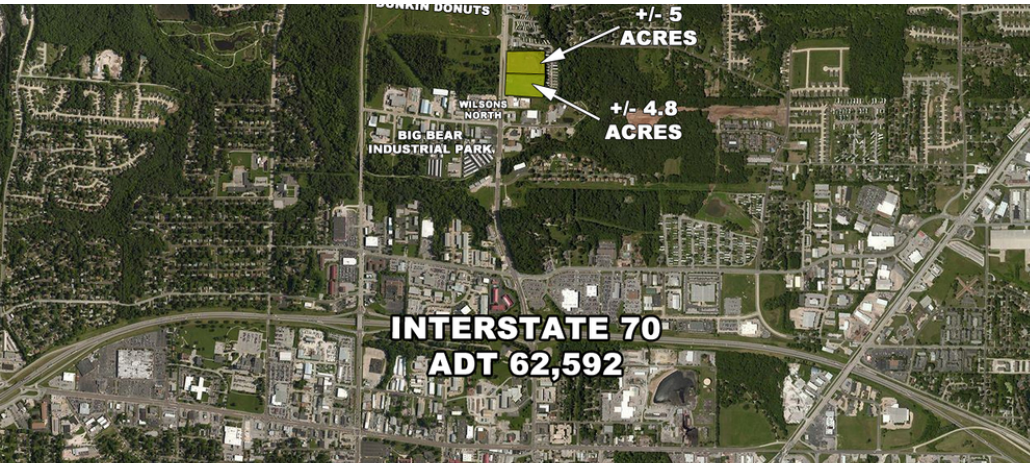 DUNKIN DONUTS
+/- 5
ACRES
WILSONS
NORTH
+/- 4.8
ACRES
BIG BEAR
INDUSTRIAL PARK.
INTERSTATE 70
ADT 62,592